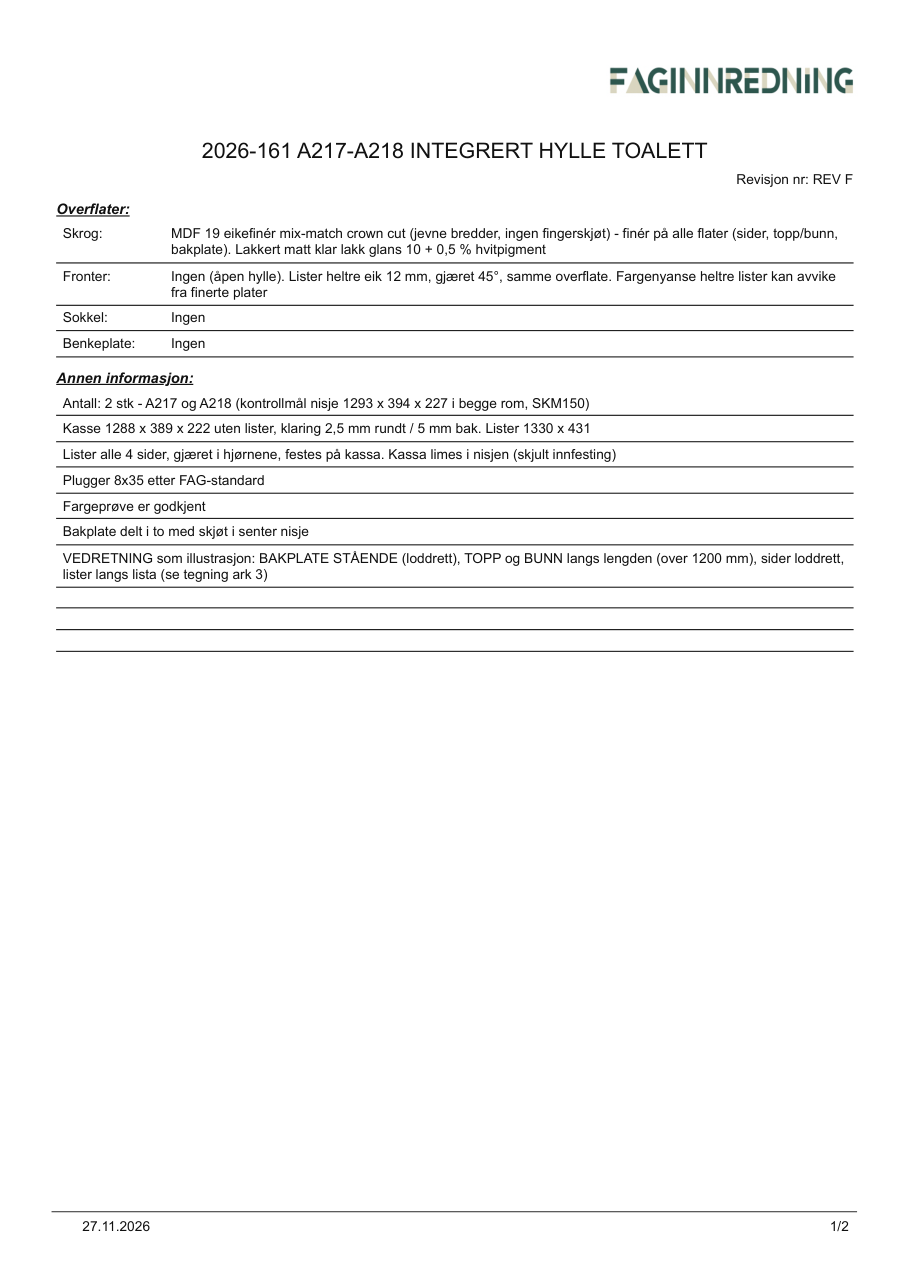 FAGINNREDNING
2026-161 A217-A218 INTEGRERT HYLLE TOALETT
Revisjon nr: REV F
Overflater:
Skrog: MDF 19 eikefinér mix-match crown cut (jevne bredder, ingen fingerskjøt) - finér på alle flater (sider, topp/bunn,
bakplate). Lakkert matt klar lakk glans 10 + 0,5 % hvitpigment
Fronter: Ingen (åpen hylle). Lister heltre eik 12 mm, gjæret 45°, samme overflate. Fargenyanse heltre lister kan avvike
fra finerte plater
Sokkel: Ingen
Benkeplate: Ingen
Annen informasjon:
Antall: 2 stk - A217 og A218 (kontrollmål nisje 1293 x 394 x 227 i begge rom, SKM150)
Kasse 1288 x 389 x 222 uten lister, klaring 2,5 mm rundt / 5 mm bak. Lister 1330 x 431
Lister alle 4 sider, gjæret i hjørnene, festes på kassa. Kassa limes i nisjen (skjult innfesting)
Plugger 8x35 etter FAG-standard
Fargeprøve er godkjent
Bakplate delt i to med skjøt i senter nisje
VEDRETNING som illustrasjon: BAKPLATE STÅENDE (loddrett), TOPP og BUNN langs lengden (over 1200 mm), sider loddrett,
lister langs lista (se tegning ark 3)
27.11.2026
1/2